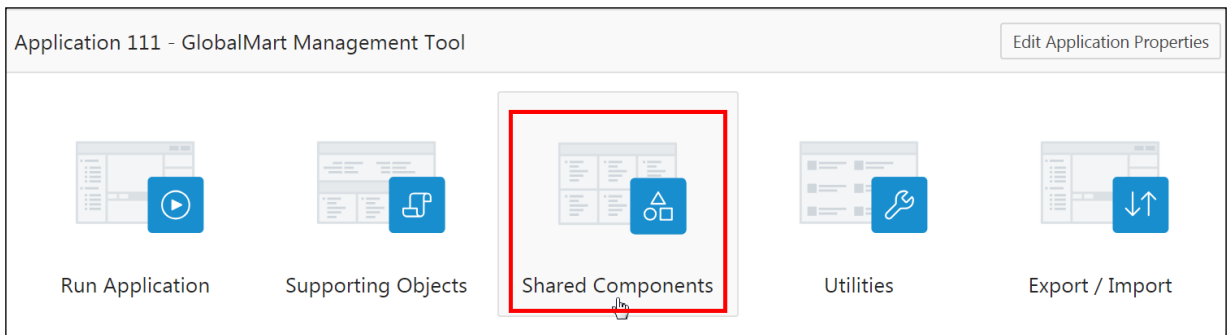 Application 111 - GlobalMart Management Tool
Edit Application Properties
Run Application
Supporting Objects
Shared Components
Utilities
Export / Import